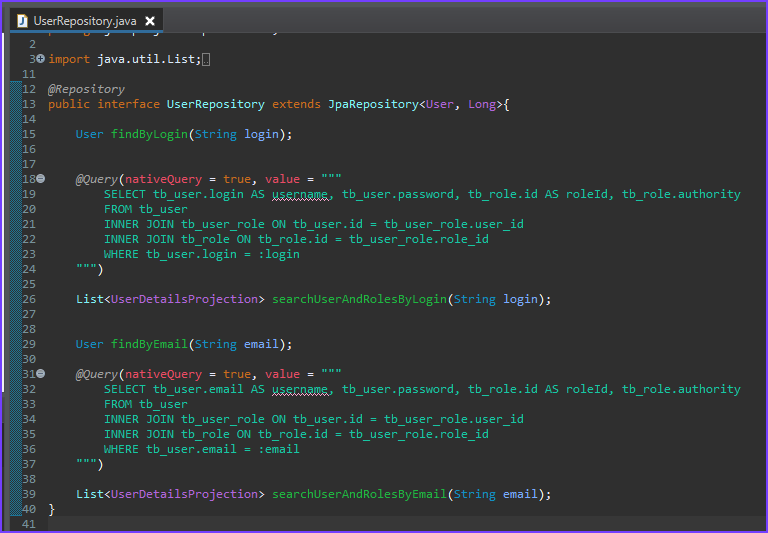 UserRepository.java
2
3 import java.util.List;
11
12 @Repository
13 public interface UserRepository extends JpaRepository<User, Long>{
14
15     User findByLogin(String login);
16
17
18     @Query(nativeQuery = true, value = """
19         SELECT tb_user.login AS username, tb_user.password, tb_role.id AS roleId, tb_role.authority
20         FROM tb_user
21         INNER JOIN tb_user_role ON tb_user.id = tb_user_role.user_id
22         INNER JOIN tb_role ON tb_role.id = tb_user_role.role_id
23         WHERE tb_user.login = :login
24     """)
25
26     List<UserDetailsProjection> searchUserAndRolesByLogin(String login);
27
28
29     User findByEmail(String email);
30
31     @Query(nativeQuery = true, value = """
32         SELECT tb_user.email AS username, tb_user.password, tb_role.id AS roleId, tb_role.authority
33         FROM tb_user
34         INNER JOIN tb_user_role ON tb_user.id = tb_user_role.user_id
35         INNER JOIN tb_role ON tb_role.id = tb_user_role.role_id
36         WHERE tb_user.email = :email
37     """)
38
39     List<UserDetailsProjection> searchUserAndRolesByEmail(String email);
40 }
41